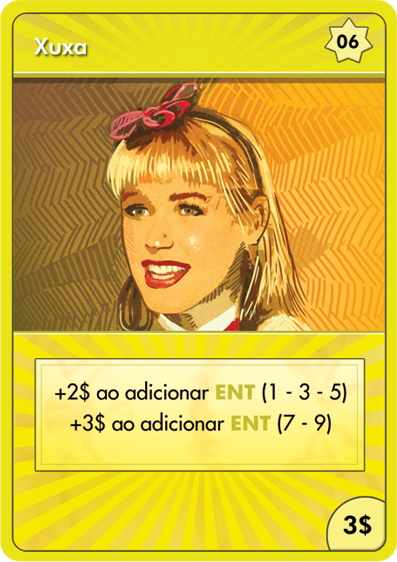 Xuxa
06
+2$ ao adicionar ENT (1 - 3 - 5)
+3$ ao adicionar ENT (7 - 9)
3$